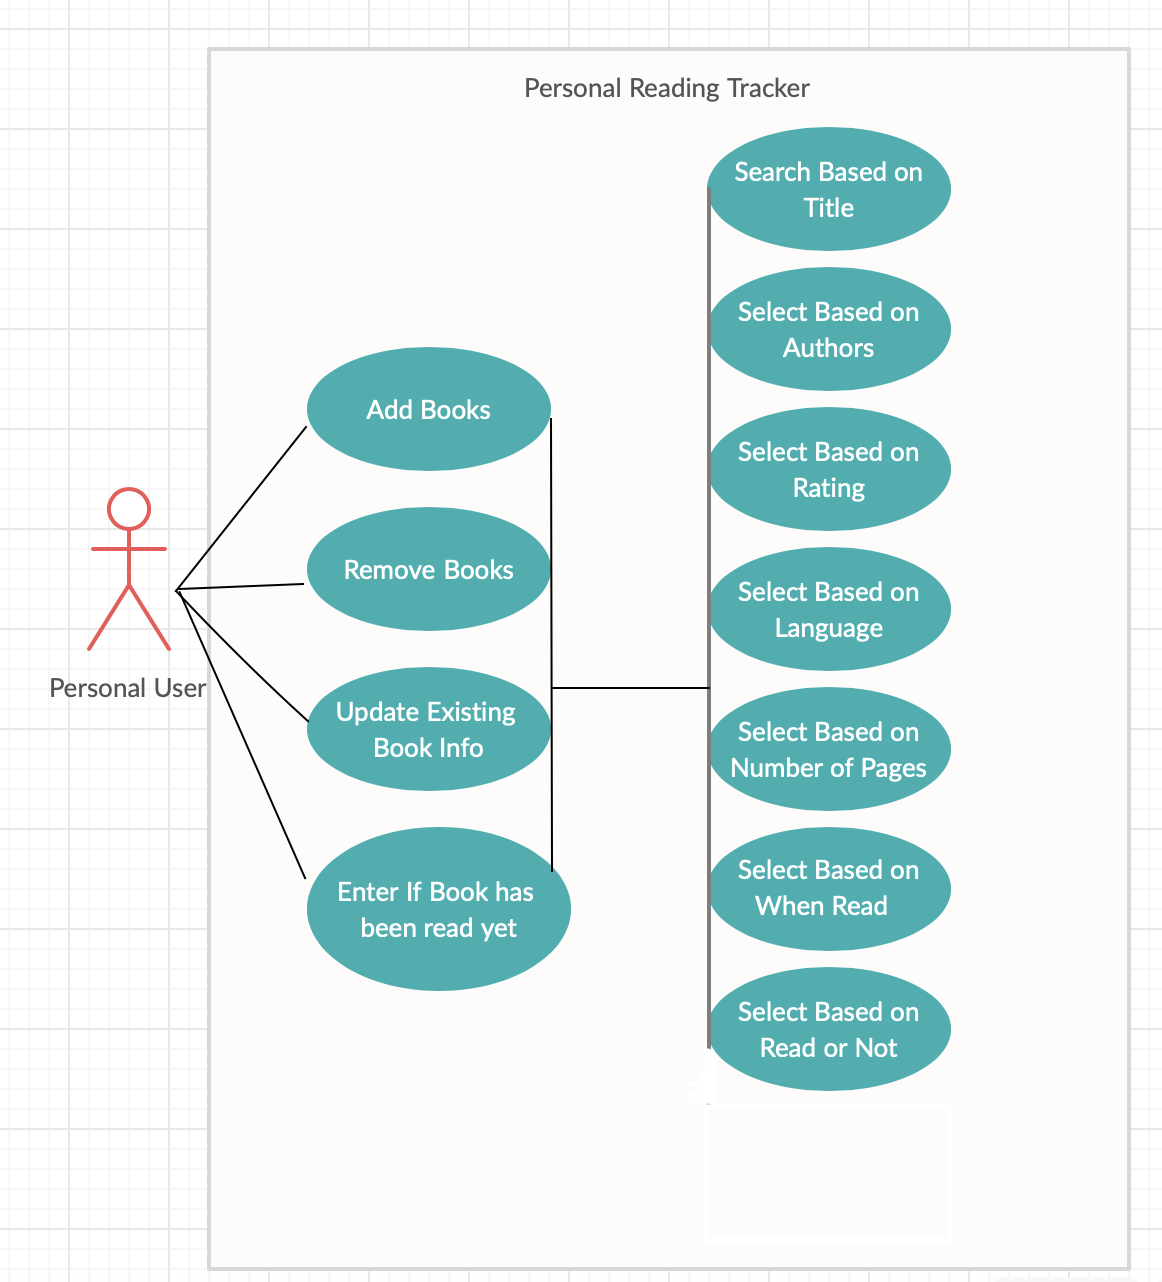 Personal Reading Tracker
Search Based on
Title
Select Based on
Authors
Select Based on
Rating
Select Based on
Language
Select Based on
Number of Pages
Select Based on
When Read
Select Based on
Read or Not
Add Books
Remove Books
Update Existing
Book Info
Enter If Book has
been read yet
Personal User